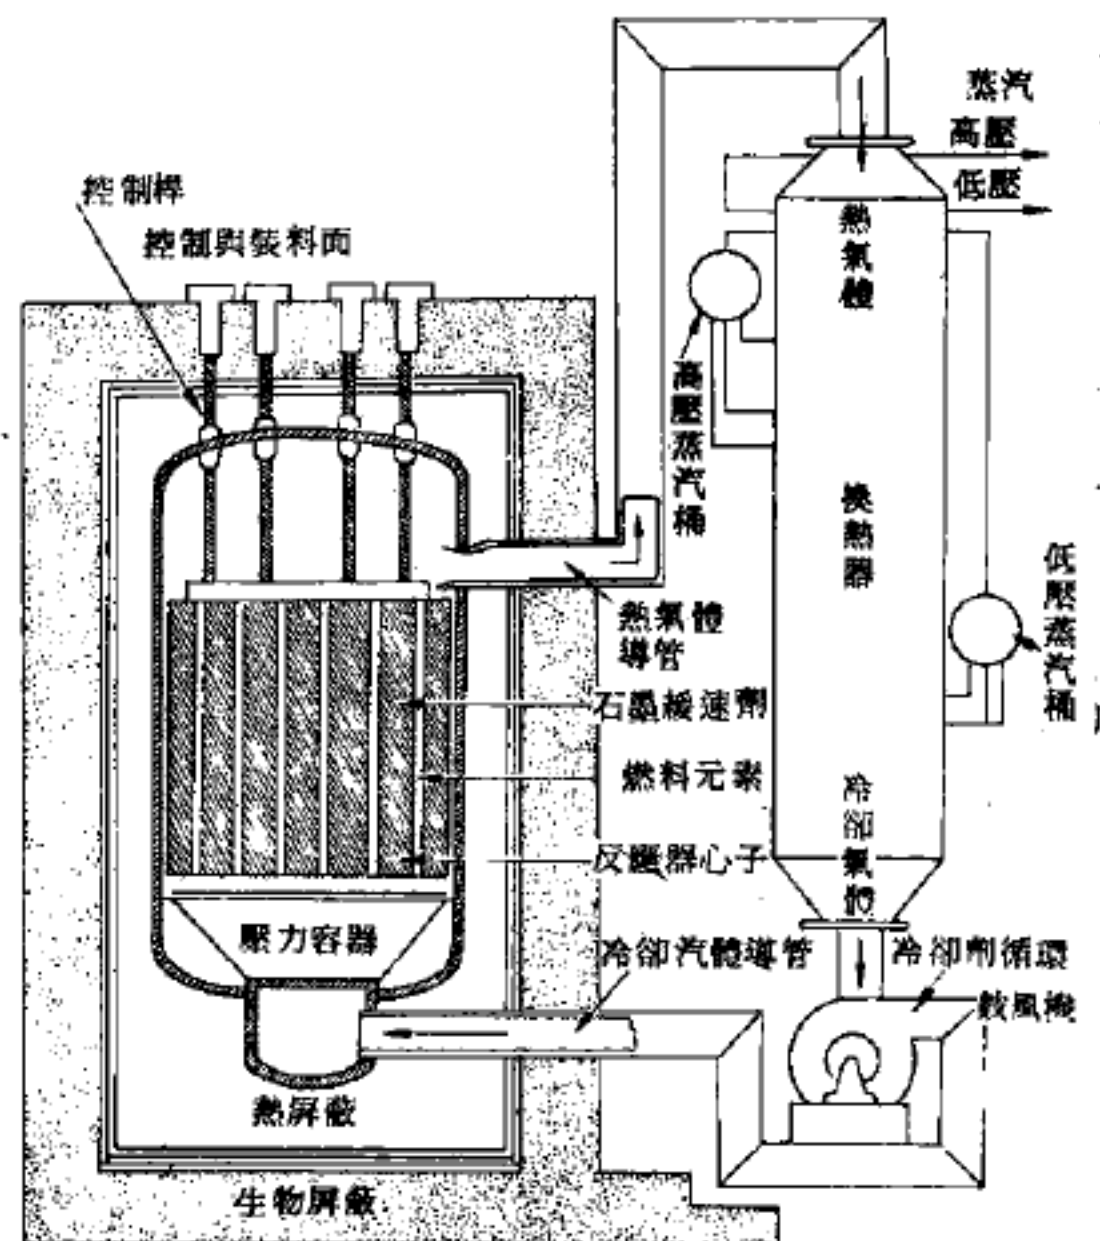 蒸汽
高壓
低壓
控制桿
控制與裝料面
熱氣體
高壓蒸汽桶
換熱器
低壓蒸汽桶
熱氣體
導管
石墨緩速劑
燃料元素
反應器心子
冷卻氣體
壓力容器
冷卻汽體導管
冷卻劑循環
鼓風機
熱屏蔽
生物屏蔽